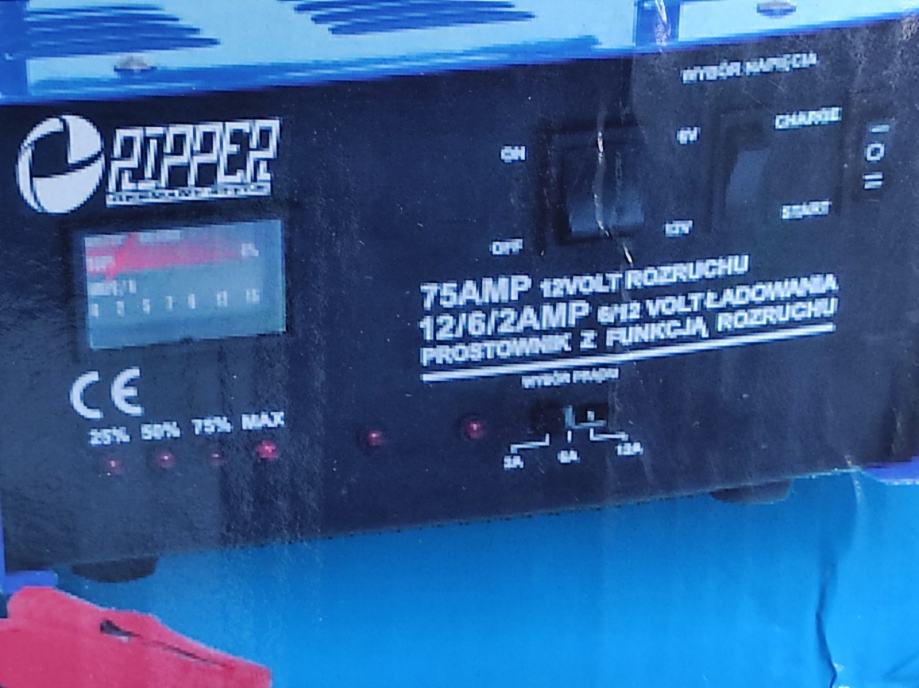 WYBÓR NAPIĘCIA
RIPPER
ON
6V
CHARGE
OFF
12V
START
75AMP 12VOLT ROZRUCHU
12/6/2AMP 6/12 VOLT ŁADOWANIA
PROSTOWNIK Z FUNKCJĄ ROZRUCHU
WYBÓR PRĄDU
CE
25% 50% 75% MAX
2A 6A 12A